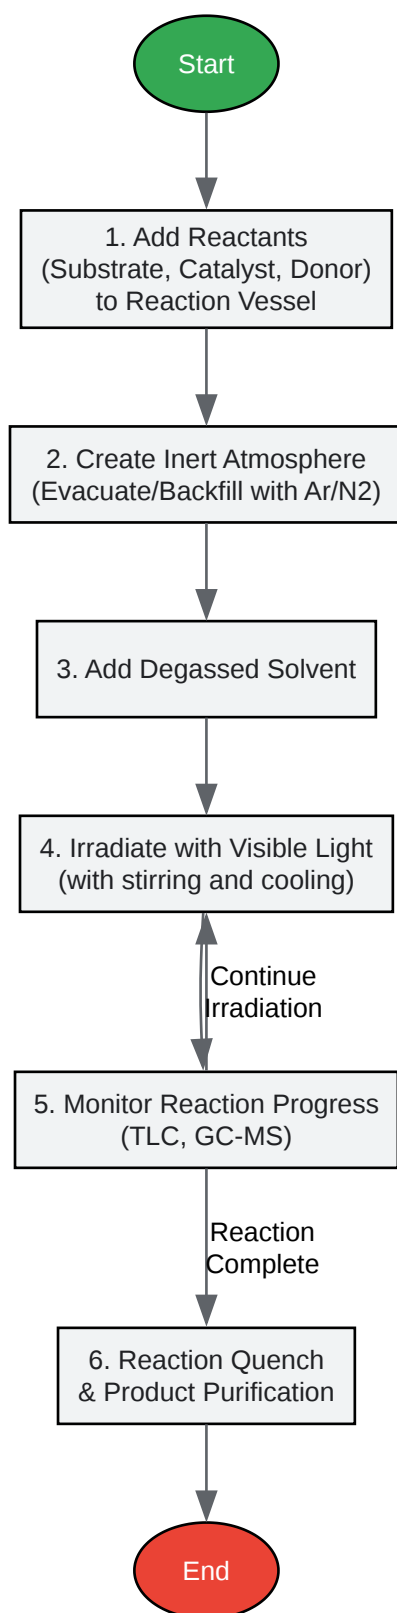 Start
1. Add Reactants
(Substrate, Catalyst, Donor)
to Reaction Vessel
2. Create Inert Atmosphere
(Evacuate/Backfill with Ar/N2)
3. Add Degassed Solvent
4. Irradiate with Visible Light
(with stirring and cooling)
Continue
Irradiation
5. Monitor Reaction Progress
(TLC, GC-MS)
Reaction
Complete
6. Reaction Quench
& Product Purification
End